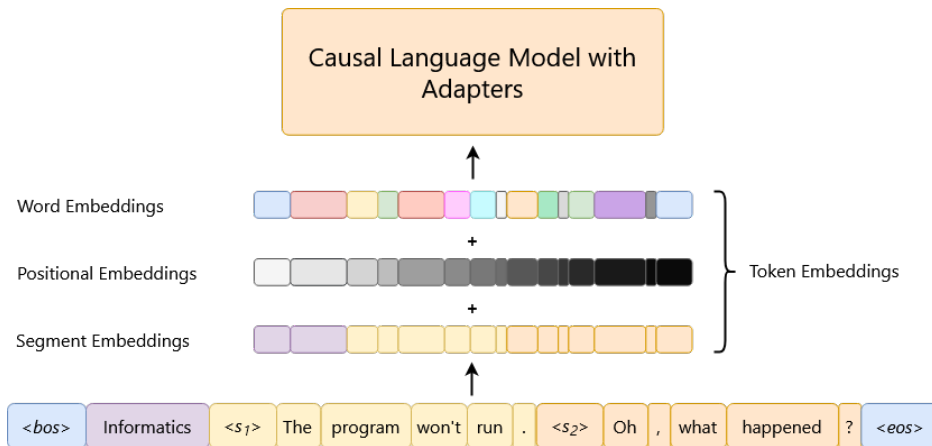 Causal Language Model with
Adapters
Word Embeddings
+
Positional Embeddings
Token Embeddings
+
Segment Embeddings
<bos> Informatics <s₁> The program won't run . <s₂> Oh , what happened ? <eos>